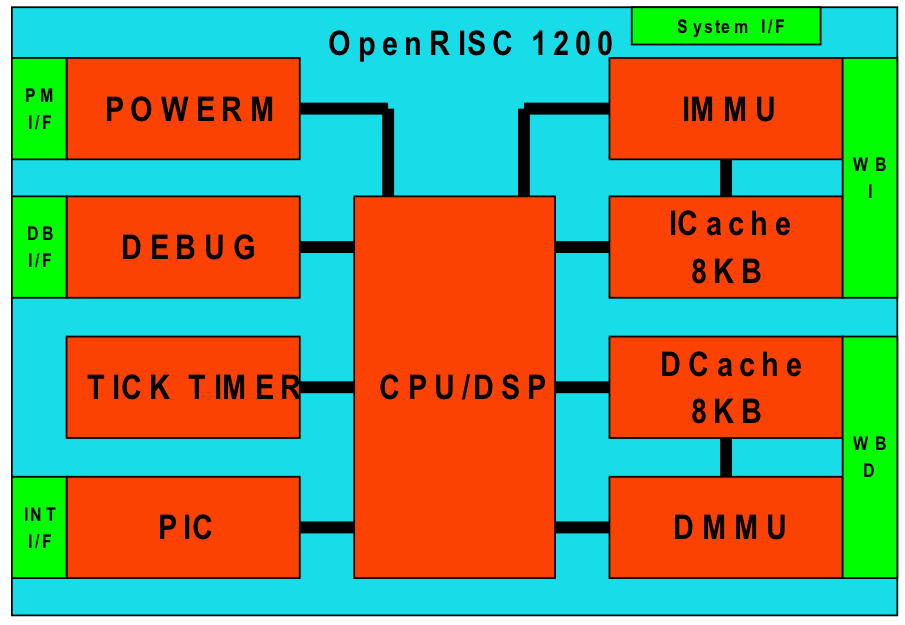 OpenRISC 1200
System I/F
PM
I/F
POWERM
IMMU
WB
I
DB
I/F
DEBUG
ICache
8KB
TICK TIMER
CPU/DSP
DCache
8KB
WB
D
INT
I/F
PIC
DMMU